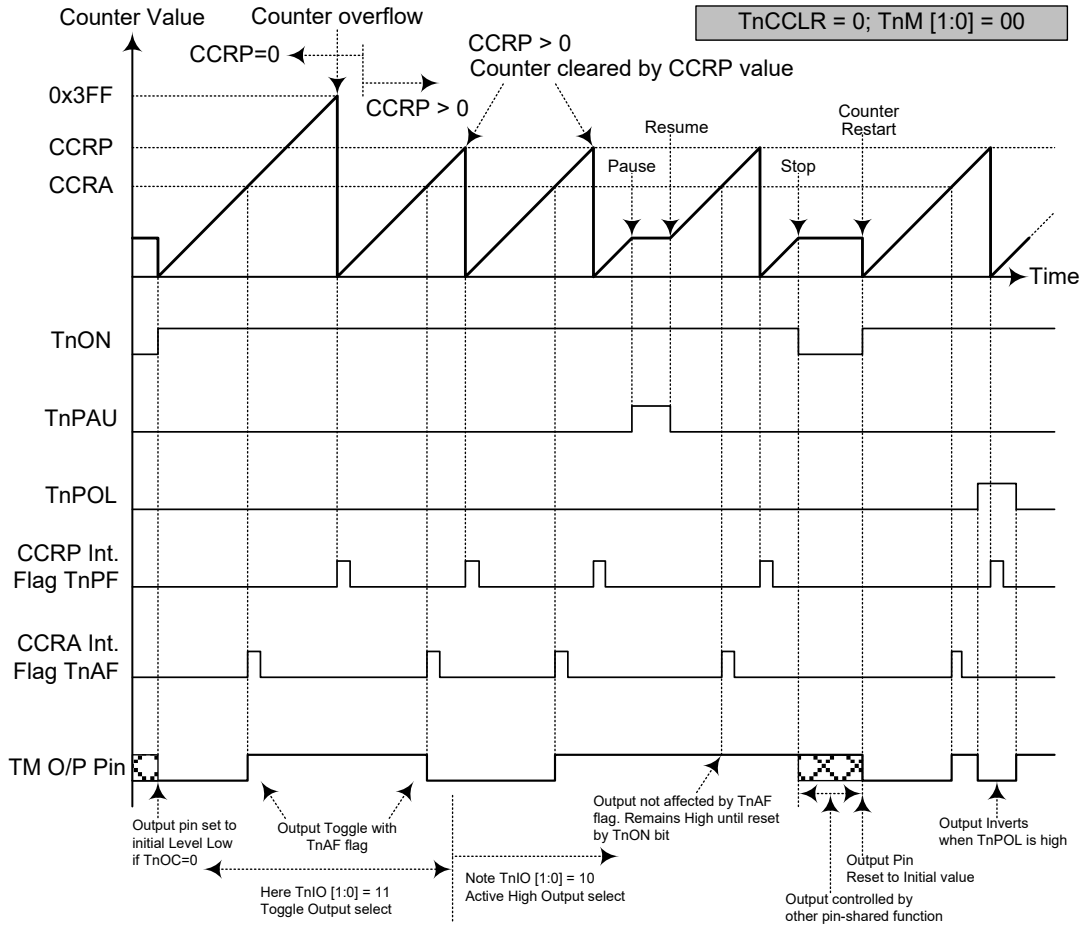 Counter Value
Counter overflow
TnCCLR = 0; TnM [1:0] = 00
CCRP=0
CCRP > 0
CCRP > 0
Counter cleared by CCRP value
0x3FF
CCRP
CCRA
Pause
Resume
Stop
Counter
Restart
Time
TnON
TnPAU
TnPOL
CCRP Int.
Flag TnPF
CCRA Int.
Flag TnAF
TM O/P Pin
Output pin set to
initial Level Low
if TnOC=0
Output Toggle with
TnAF flag
Here TnIO [1:0] = 11
Toggle Output select
Note TnIO [1:0] = 10
Active High Output select
Output not affected by TnAF
flag. Remains High until reset
by TnON bit
Output controlled by
other pin-shared function
Output Pin
Reset to Initial value
Output Inverts
when TnPOL is high